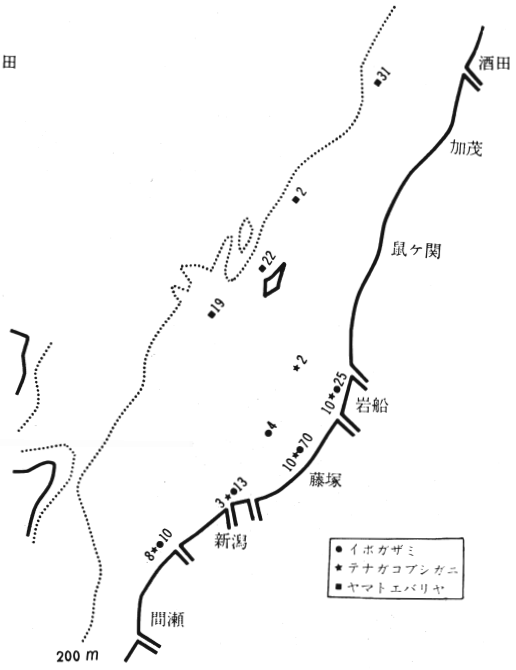 田
酒田
31
加茂
2
鼠ケ関
22
19
2
10 25
岩船
4
10 70
藤塚
3 13
新潟
8 10
間瀬
イボガザミ
テナガコブシガニ
ヤマトエバリヤ
200 m